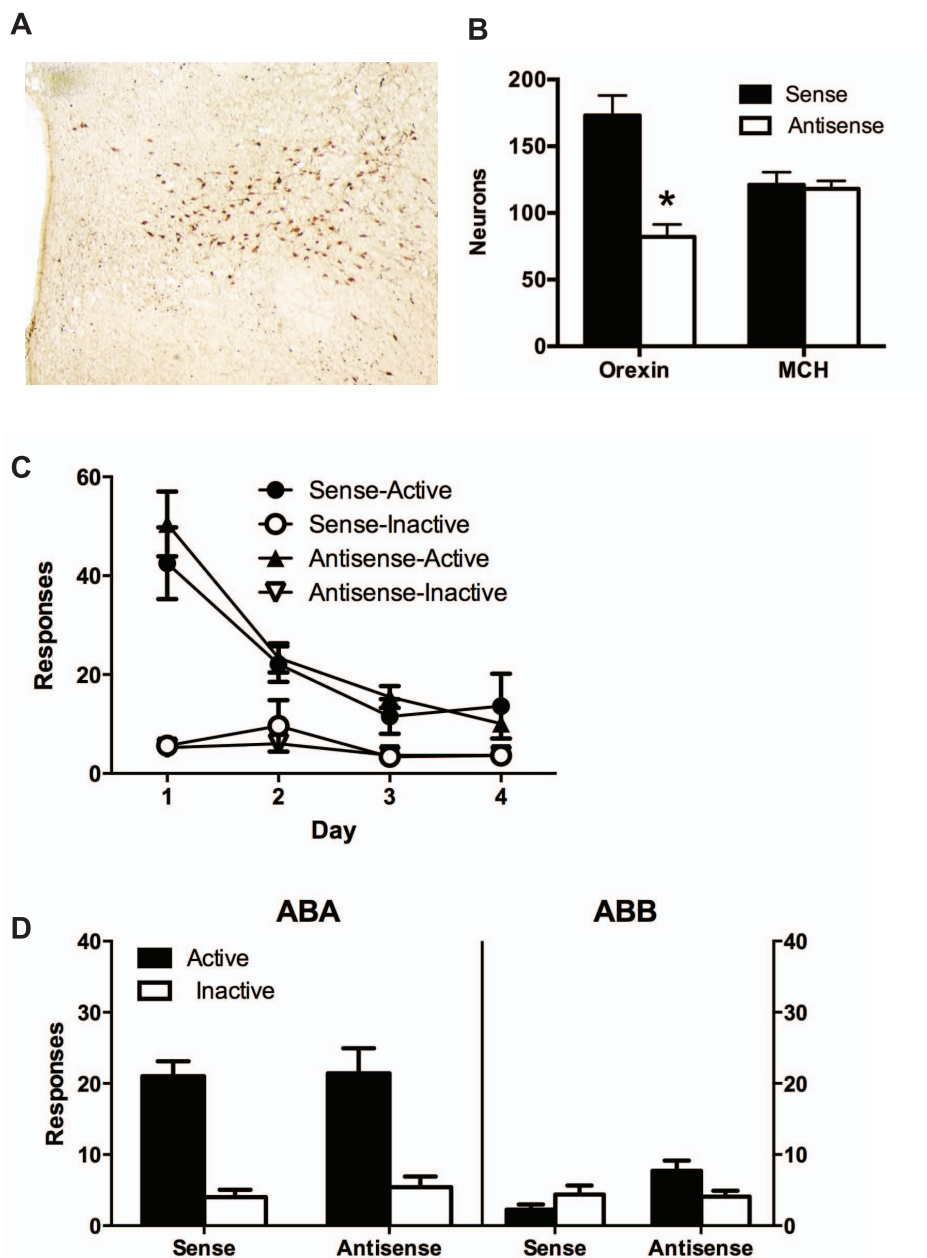 A
B
200
150
100
50
0
Neurons
Sense
Antisense
*
Orexin
MCH
C
60
40
20
0
Responses
Sense-Active
Sense-Inactive
Antisense-Active
Antisense-Inactive
1 2 3 4
Day
D
ABA
ABB
40
30
20
10
0
Responses
Active
Inactive
40
30
20
10
0
Sense Antisense Sense Antisense